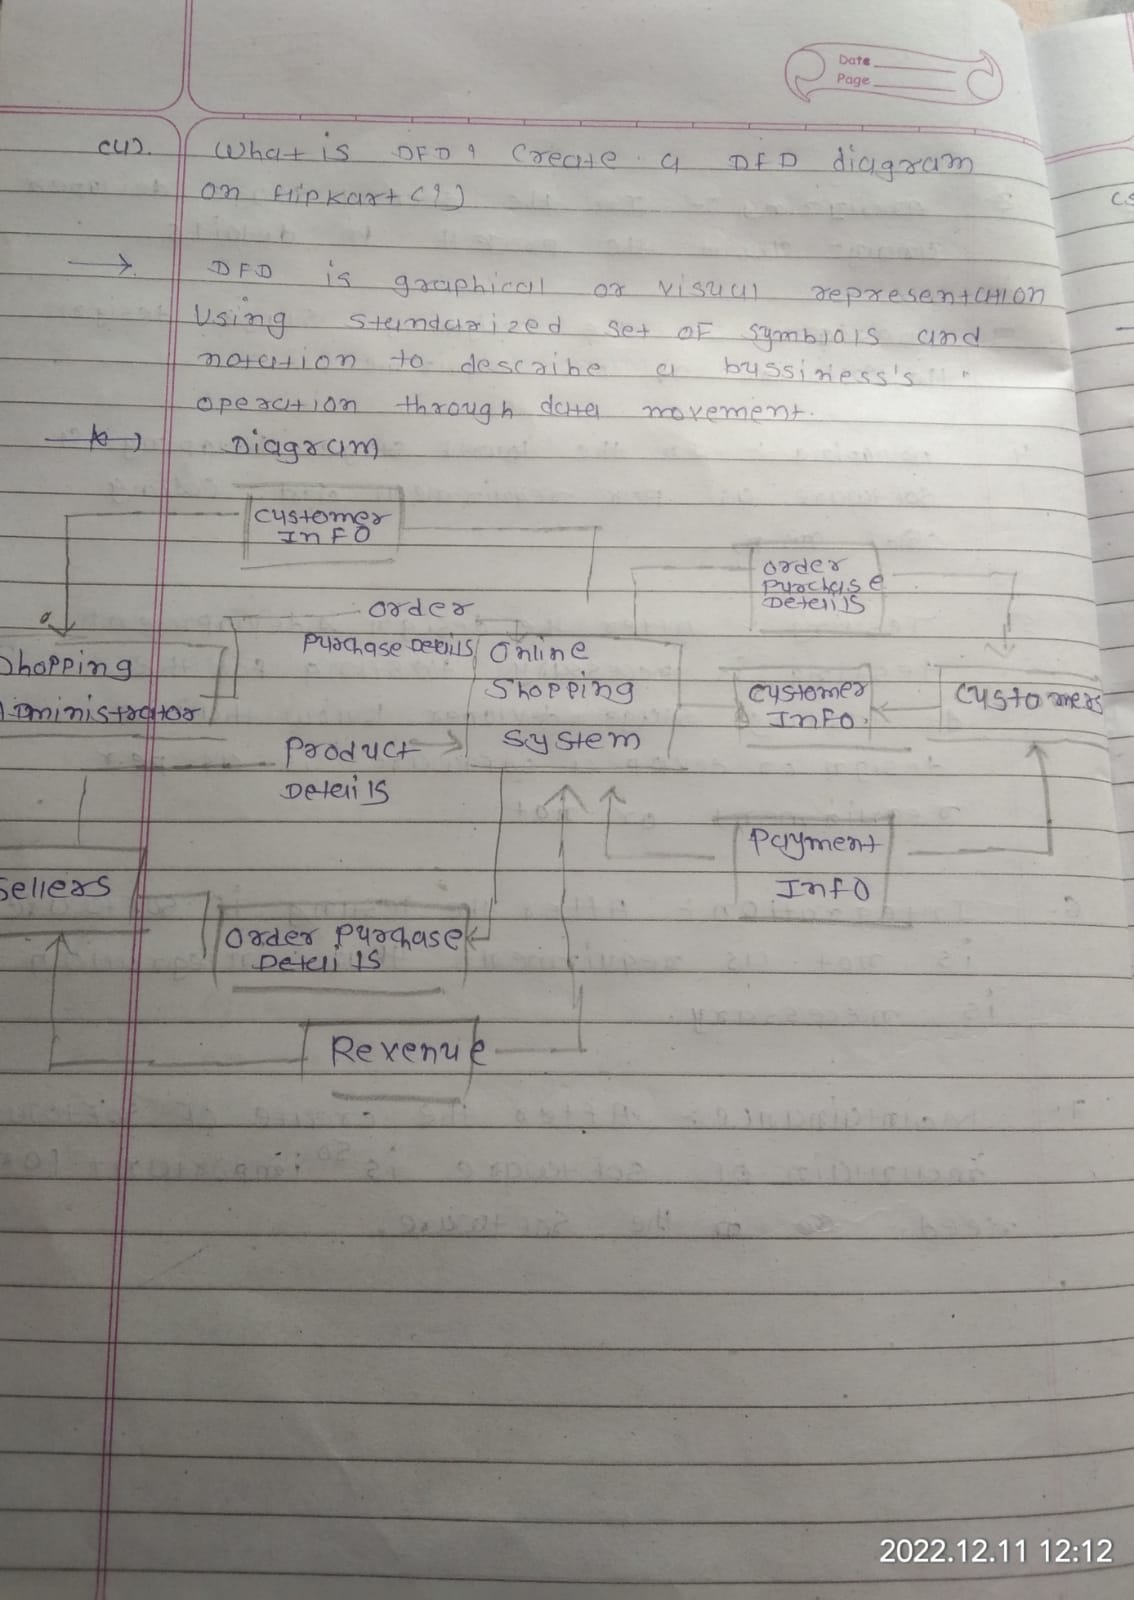 Date
Page
(4).
What is DFD? Create a DFD diagram
on flipkart(?)
DFD is graphical or visual representation
Using standarized set of symblols and
notation to describe a bussiness's
operation through data movement.
Diagram
Customer
Info
Order
Purchase
Details
Order
Purchase Details
Online
Shopping
System
Shopping
Administrator
Customer
Info.
Customers
Product
Details
Payment
Info
Sellers
Order Purchase
Details
Revenue
2022.12.11 12:12